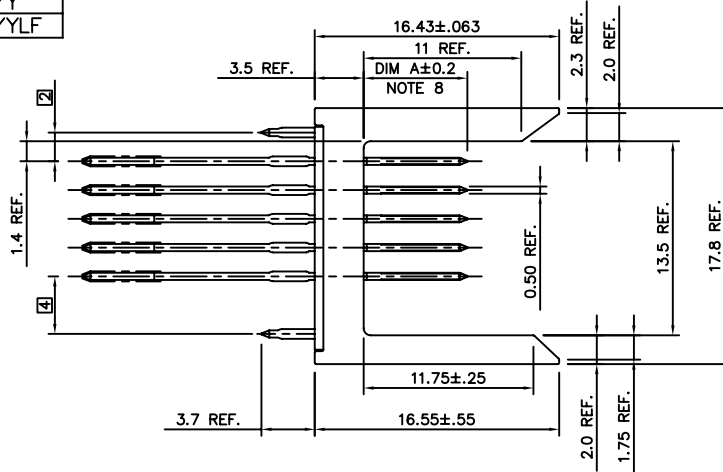 YYLF
16.43±.063
11 REF.
3.5 REF.
DIM A±0.2
NOTE 8
2.3 REF.
2.0 REF.
2
1.4 REF.
0.50 REF.
13.5 REF.
17.8 REF.
4
11.75±.25
3.7 REF.
16.55±.55
2.0 REF.
1.75 REF.